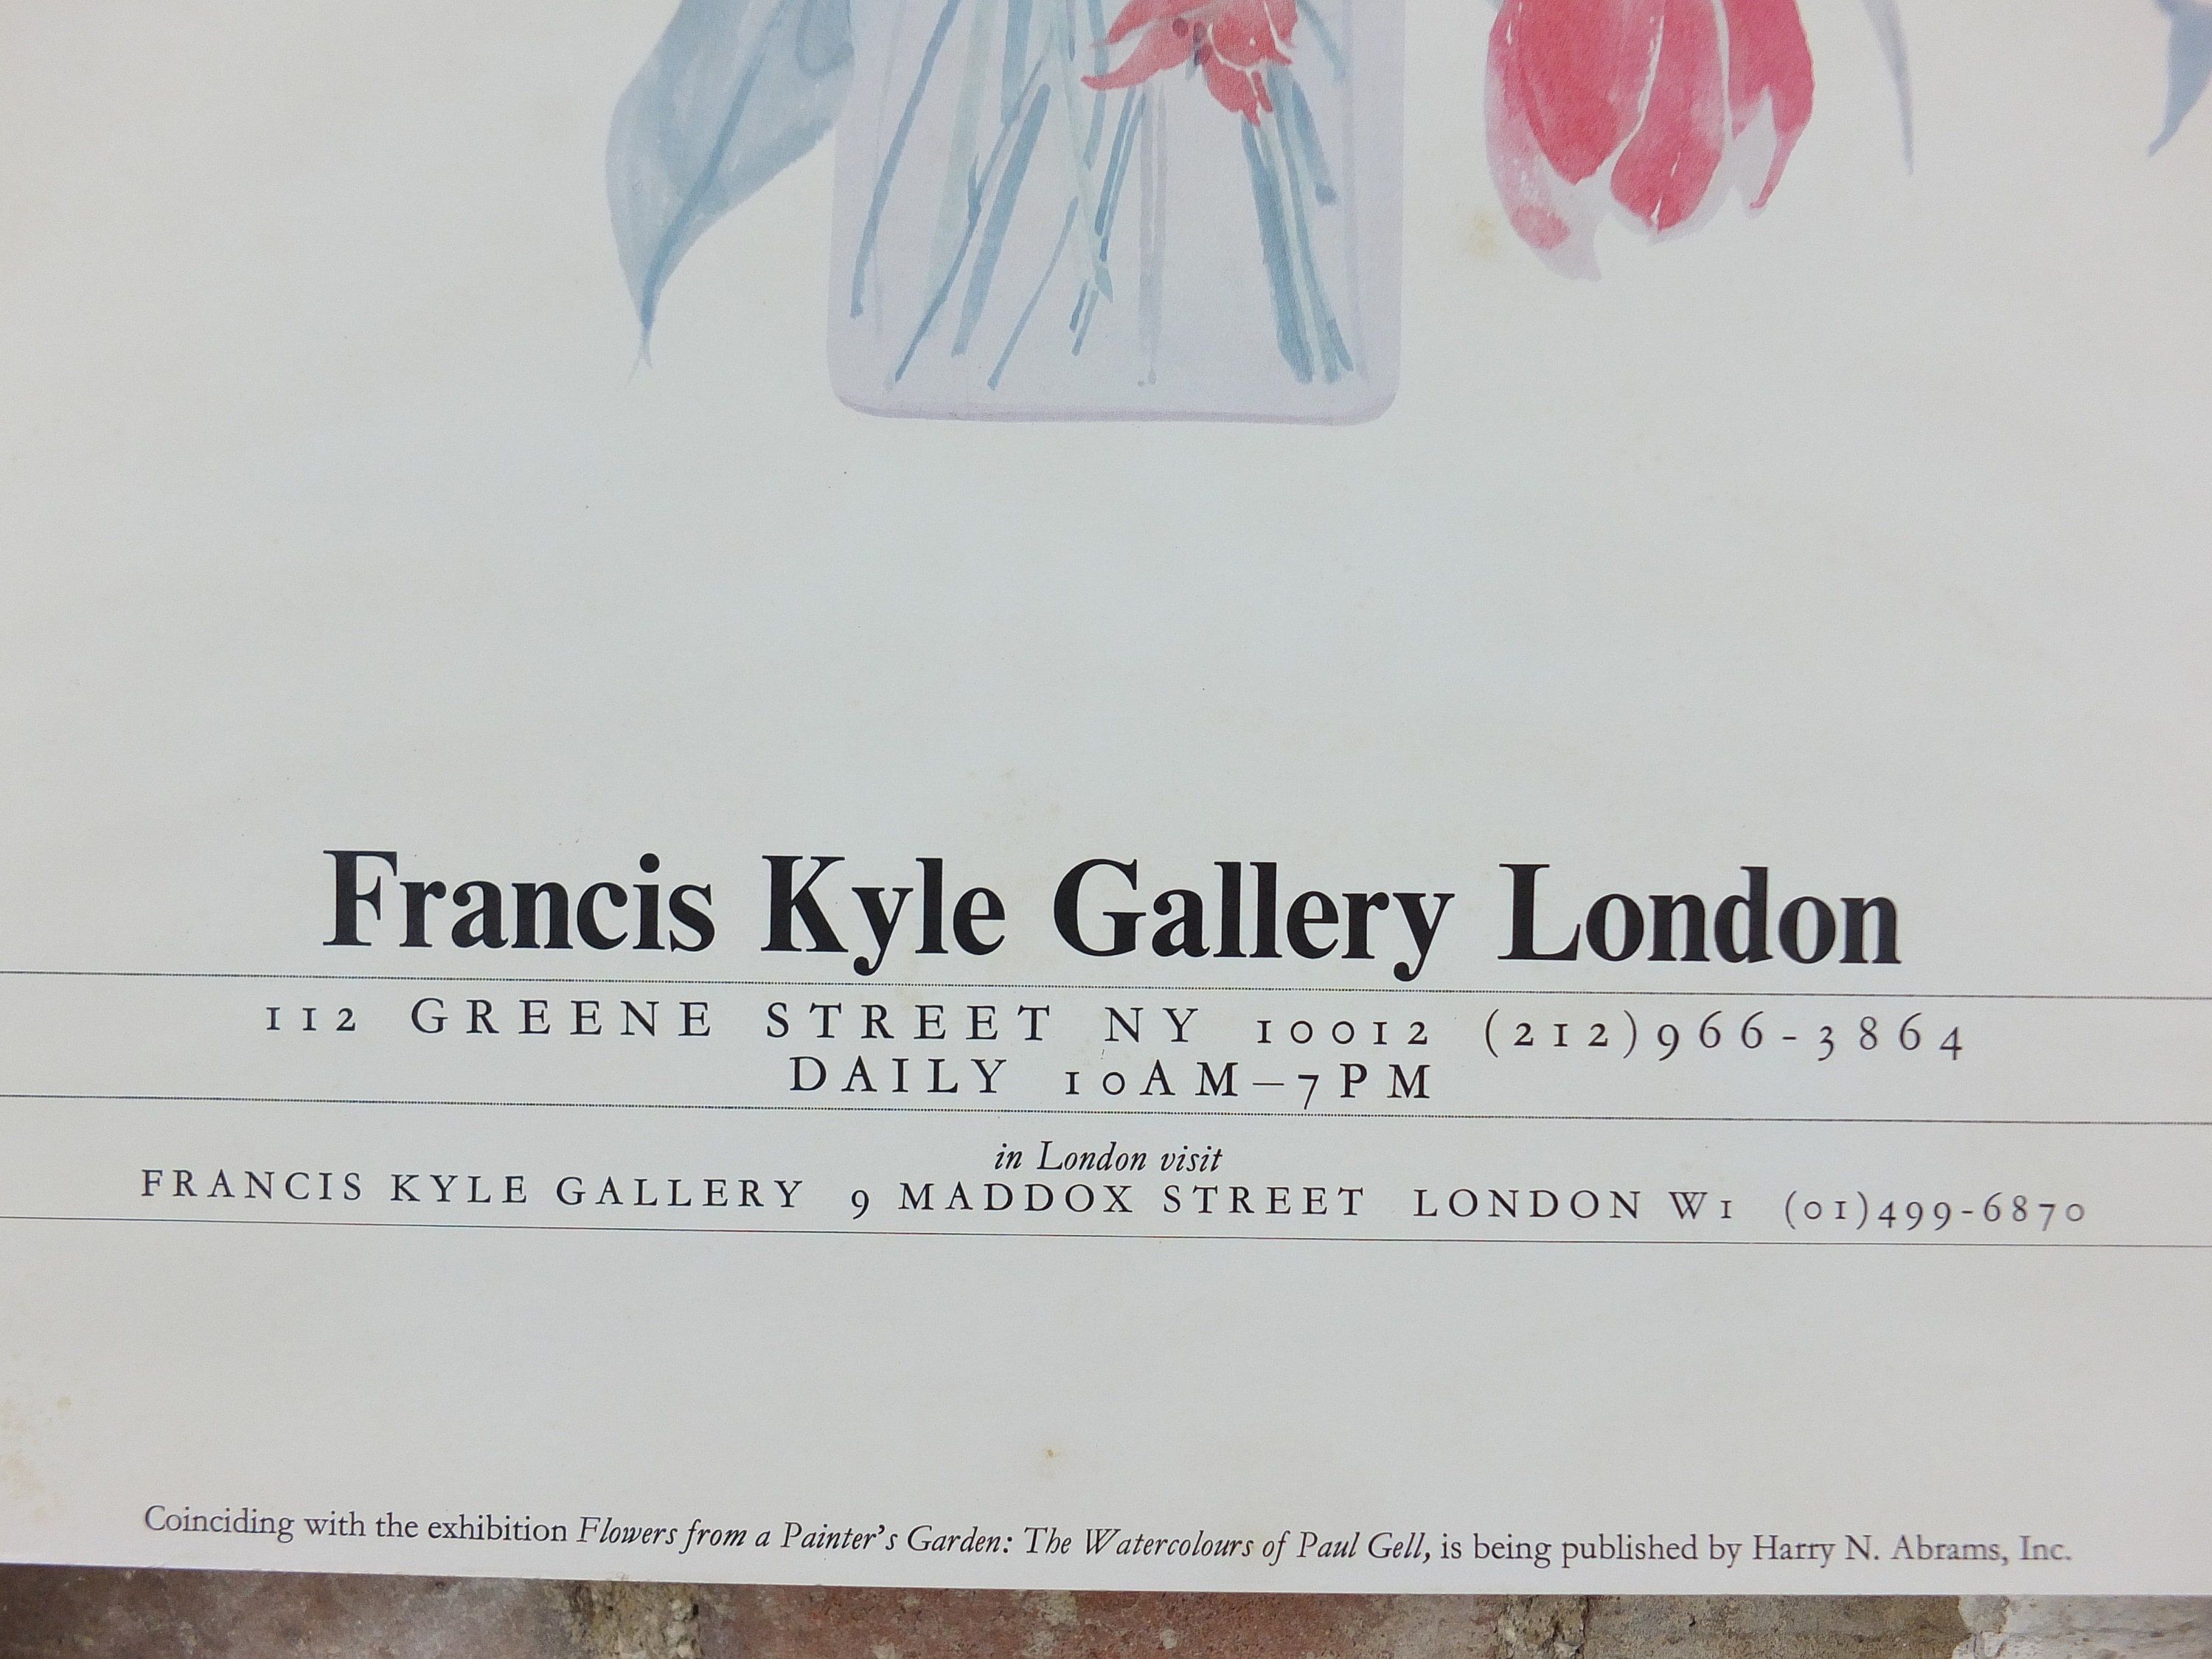 Francis Kyle Gallery London
112 GREENE STREET NY 10012 (212)966-3864
DAILY 10AM–7PM
in London visit
FRANCIS KYLE GALLERY 9 MADDOX STREET LONDON W1 (01)499-6870
Coinciding with the exhibition Flowers from a Painter's Garden: The Watercolours of Paul Gell, is being published by Harry N. Abrams, Inc.